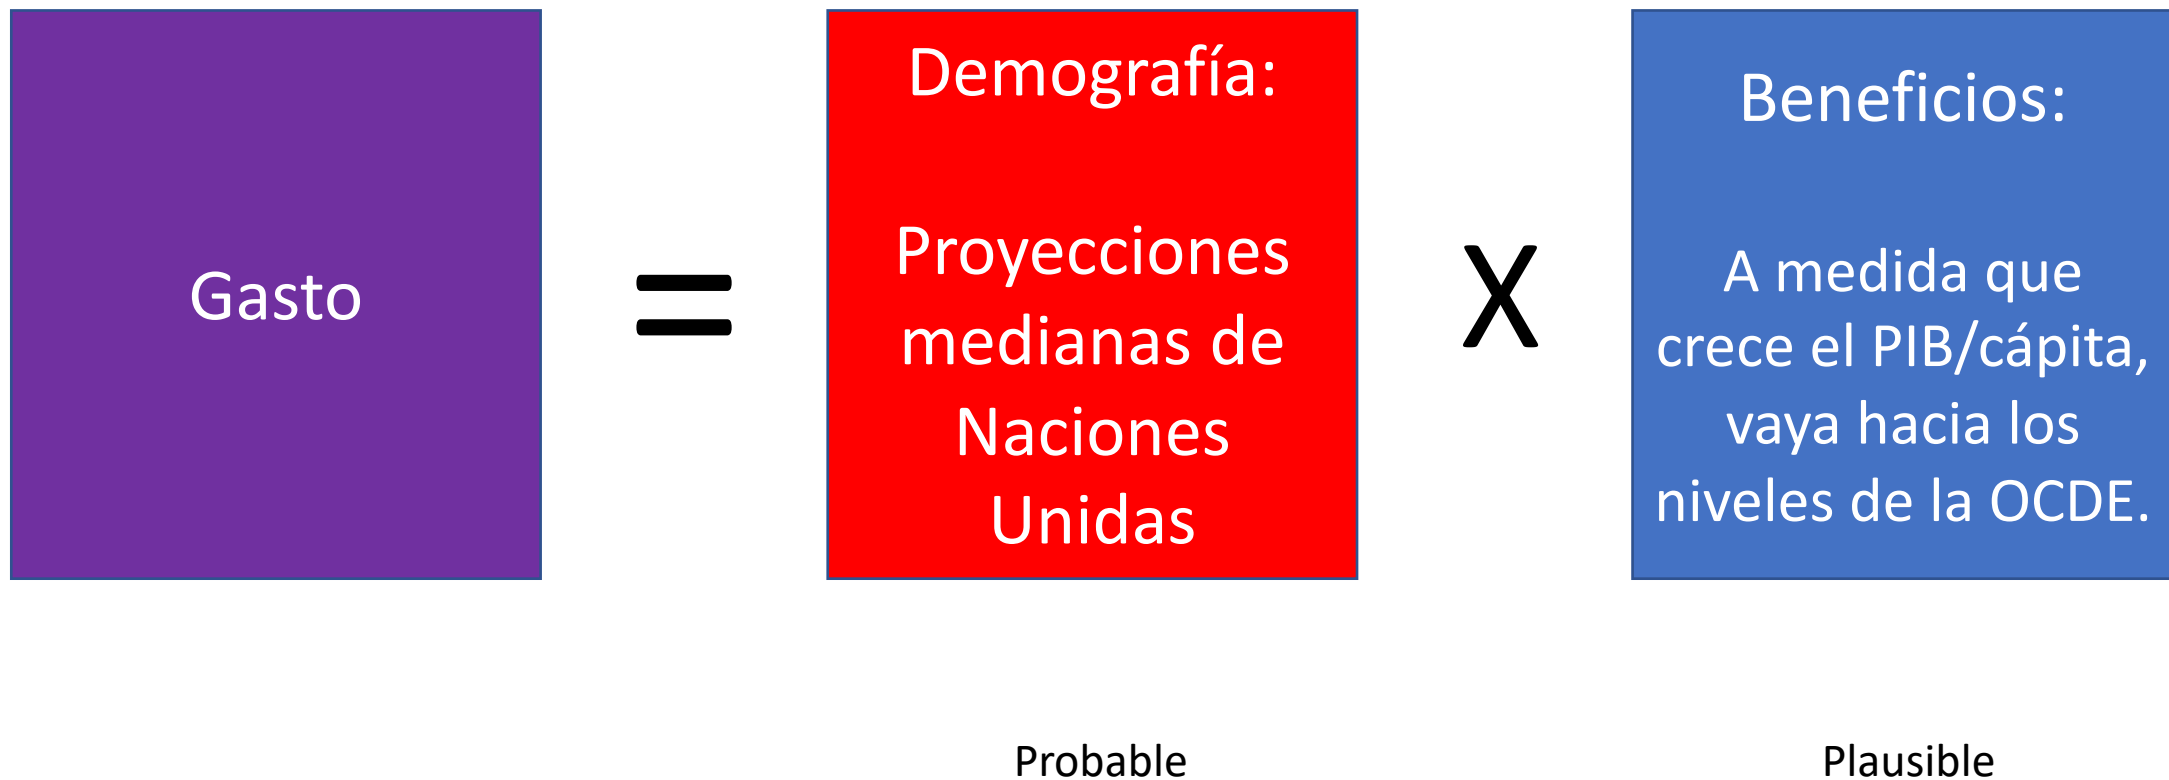 Gasto
=
Demografía:
Proyecciones
medianas de
Naciones
Unidas
X
Beneficios:
A medida que
crece el PIB/cápita,
vaya hacia los
niveles de la OCDE.
Probable
Plausible